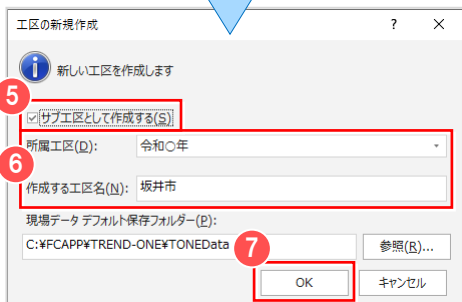 工区の新規作成 ? ×
新しい工区を作成します
5
サブ工区として作成する(S)
6
所属工区(D): 令和○年
作成する工区名(N): 坂井市
現場データ デフォルト保存フォルダー(P):
C:¥FCAPP¥TREND-ONE¥TONEData 参照(R)...
7
OK キャンセル